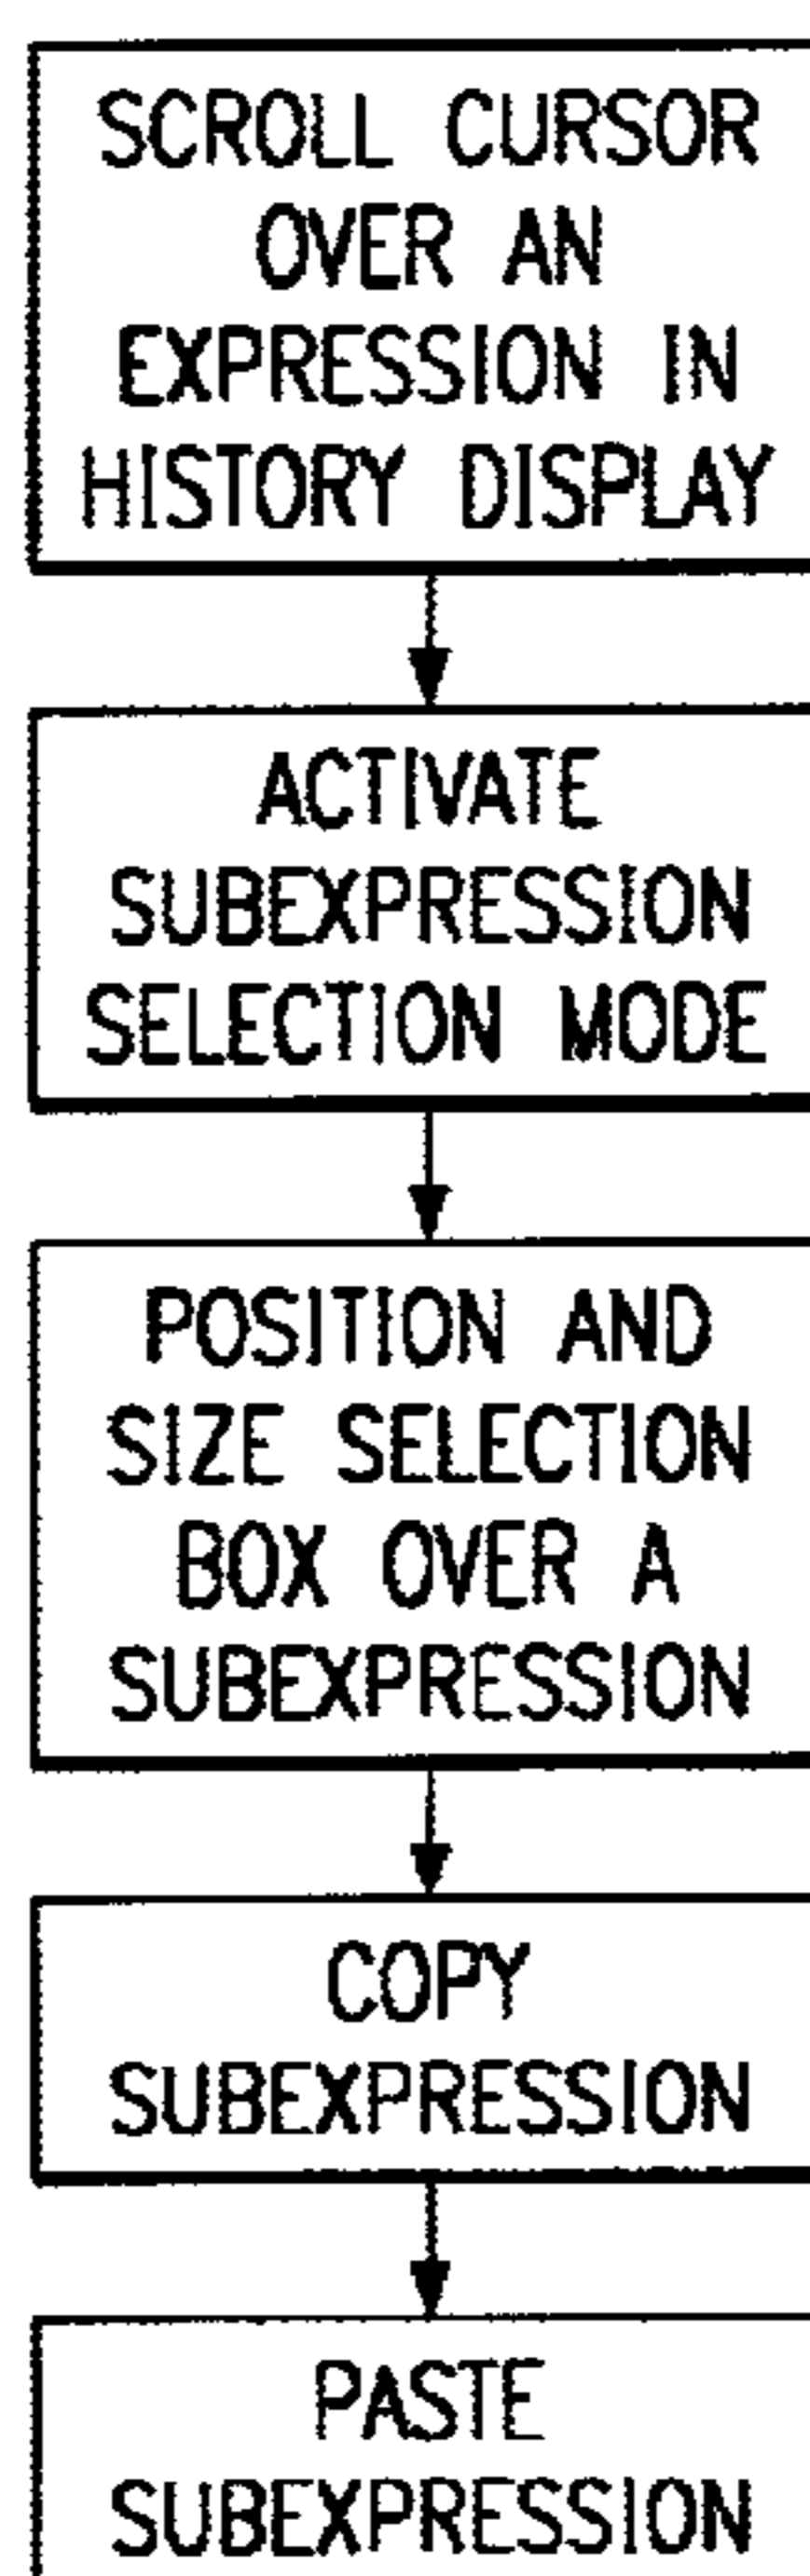 SCROLL CURSOR
OVER AN
EXPRESSION IN
HISTORY DISPLAY
ACTIVATE
SUBEXPRESSION
SELECTION MODE
POSITION AND
SIZE SELECTION
BOX OVER A
SUBEXPRESSION
COPY
SUBEXPRESSION
PASTE
SUBEXPRESSION